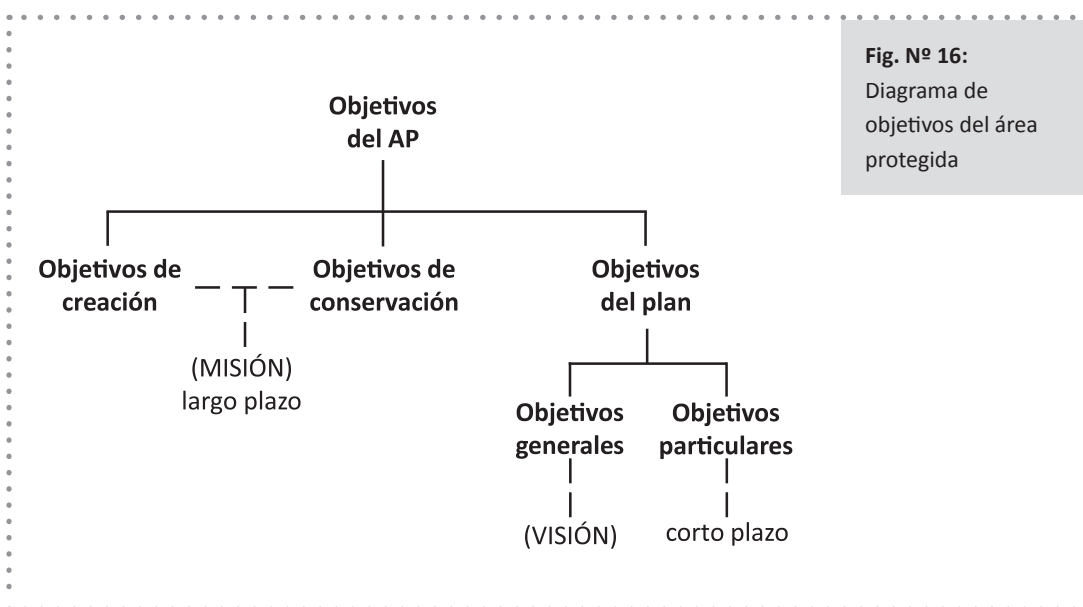 Fig. Nº 16:
Diagrama de
objetivos del área
protegida
Objetivos
del AP
Objetivos de
creación
Objetivos de
conservación
Objetivos
del plan
(MISIÓN)
largo plazo
Objetivos
generales
Objetivos
particulares
(VISIÓN)
corto plazo